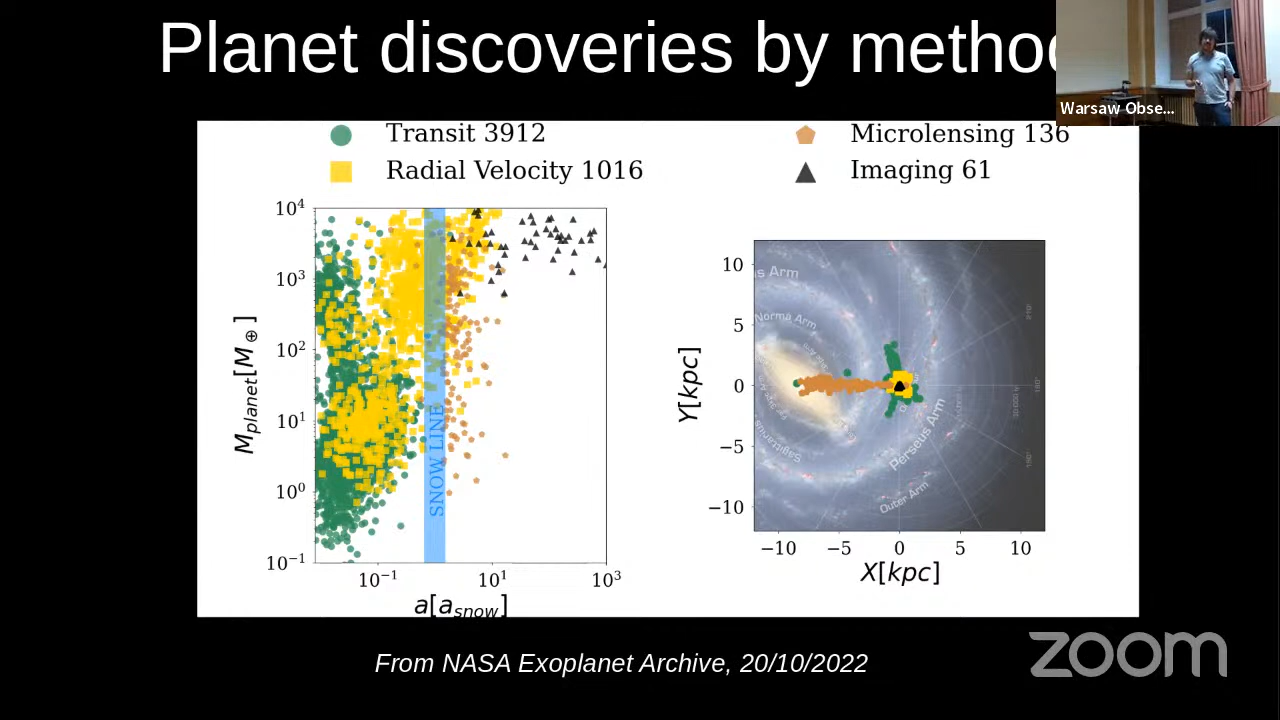 Planet discoveries by metho
Warsaw Obse...
Transit 3912
Radial Velocity 1016
Microlensing 136
Imaging 61
10⁴
10³
10²
10¹
10⁰
10⁻¹
M_planet[M_⊕]
SNOW LINE
10⁻¹
10¹
10³
a[a_snow]
10
5
0
−5
−10
Y[kpc]
us Arm
Norma Arm
Sagittarius
Perseus Arm
Outer Arm
−10
−5
0
5
10
X[kpc]
From NASA Exoplanet Archive, 20/10/2022
zoom